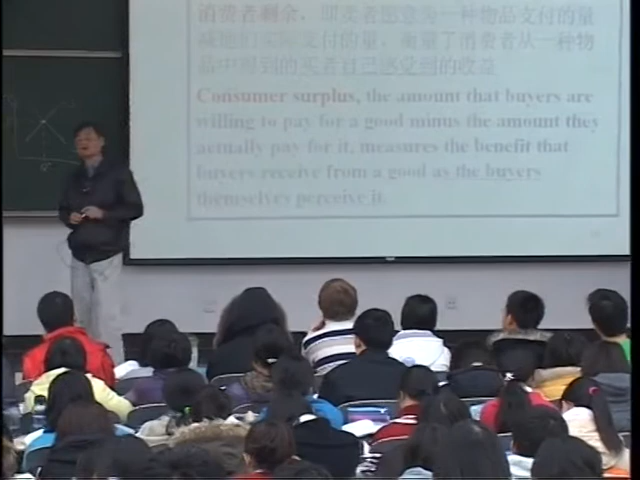 消费者剩余，即买者愿意为一种物品支付的量
减他们实际支付的量，衡量了消费者从一种物
品中得到的买者自己感觉到的收益
Consumer surplus, the amount that buyers are
willing to pay for a good minus the amount they
actually pay for it, measures the benefit that
buyers receive from a good as the buyers
themselves perceive it.